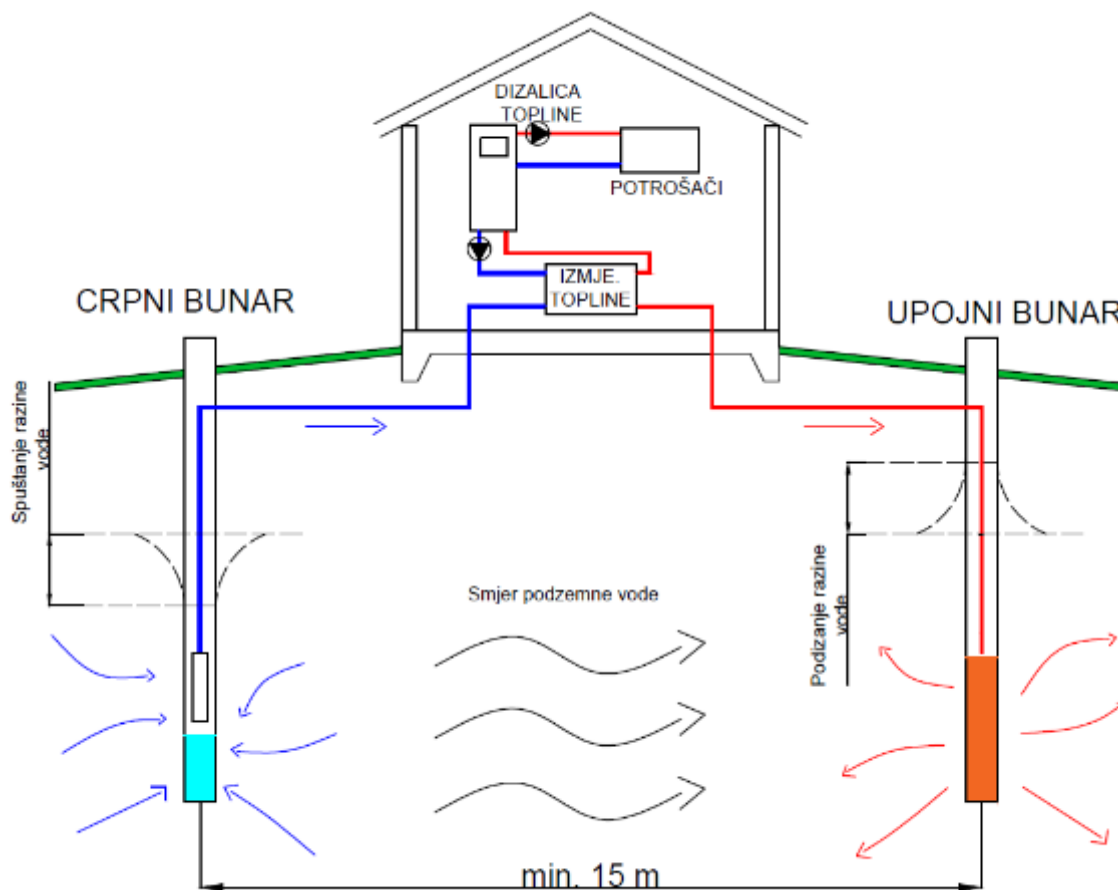 DIZALICA
TOPLINE
POTROŠAČI
IZMJE.
TOPLINE
CRPNI BUNAR
UPOJNI BUNAR
Spuštanje razine
vode
Smjer podzemne vode
Podizanje razine
vode
min. 15 m